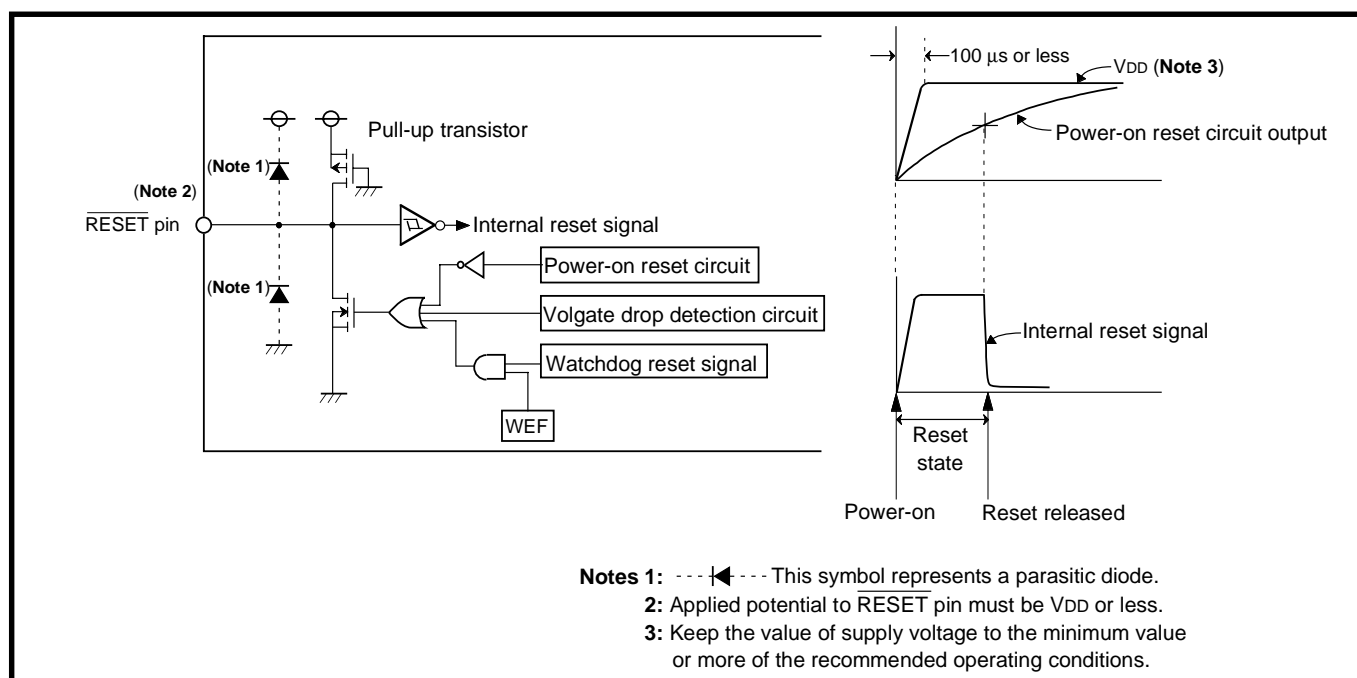 Pull-up transistor
(Note 1)
(Note 2)
RESET pin
Internal reset signal
Power-on reset circuit
(Note 1)
Volgate drop detection circuit
Watchdog reset signal
WEF
100 μs or less
VDD (Note 3)
Power-on reset circuit output
Internal reset signal
Reset
state
Power-on
Reset released
Notes 1: This symbol represents a parasitic diode.
2: Applied potential to RESET pin must be VDD or less.
3: Keep the value of supply voltage to the minimum value
or more of the recommended operating conditions.